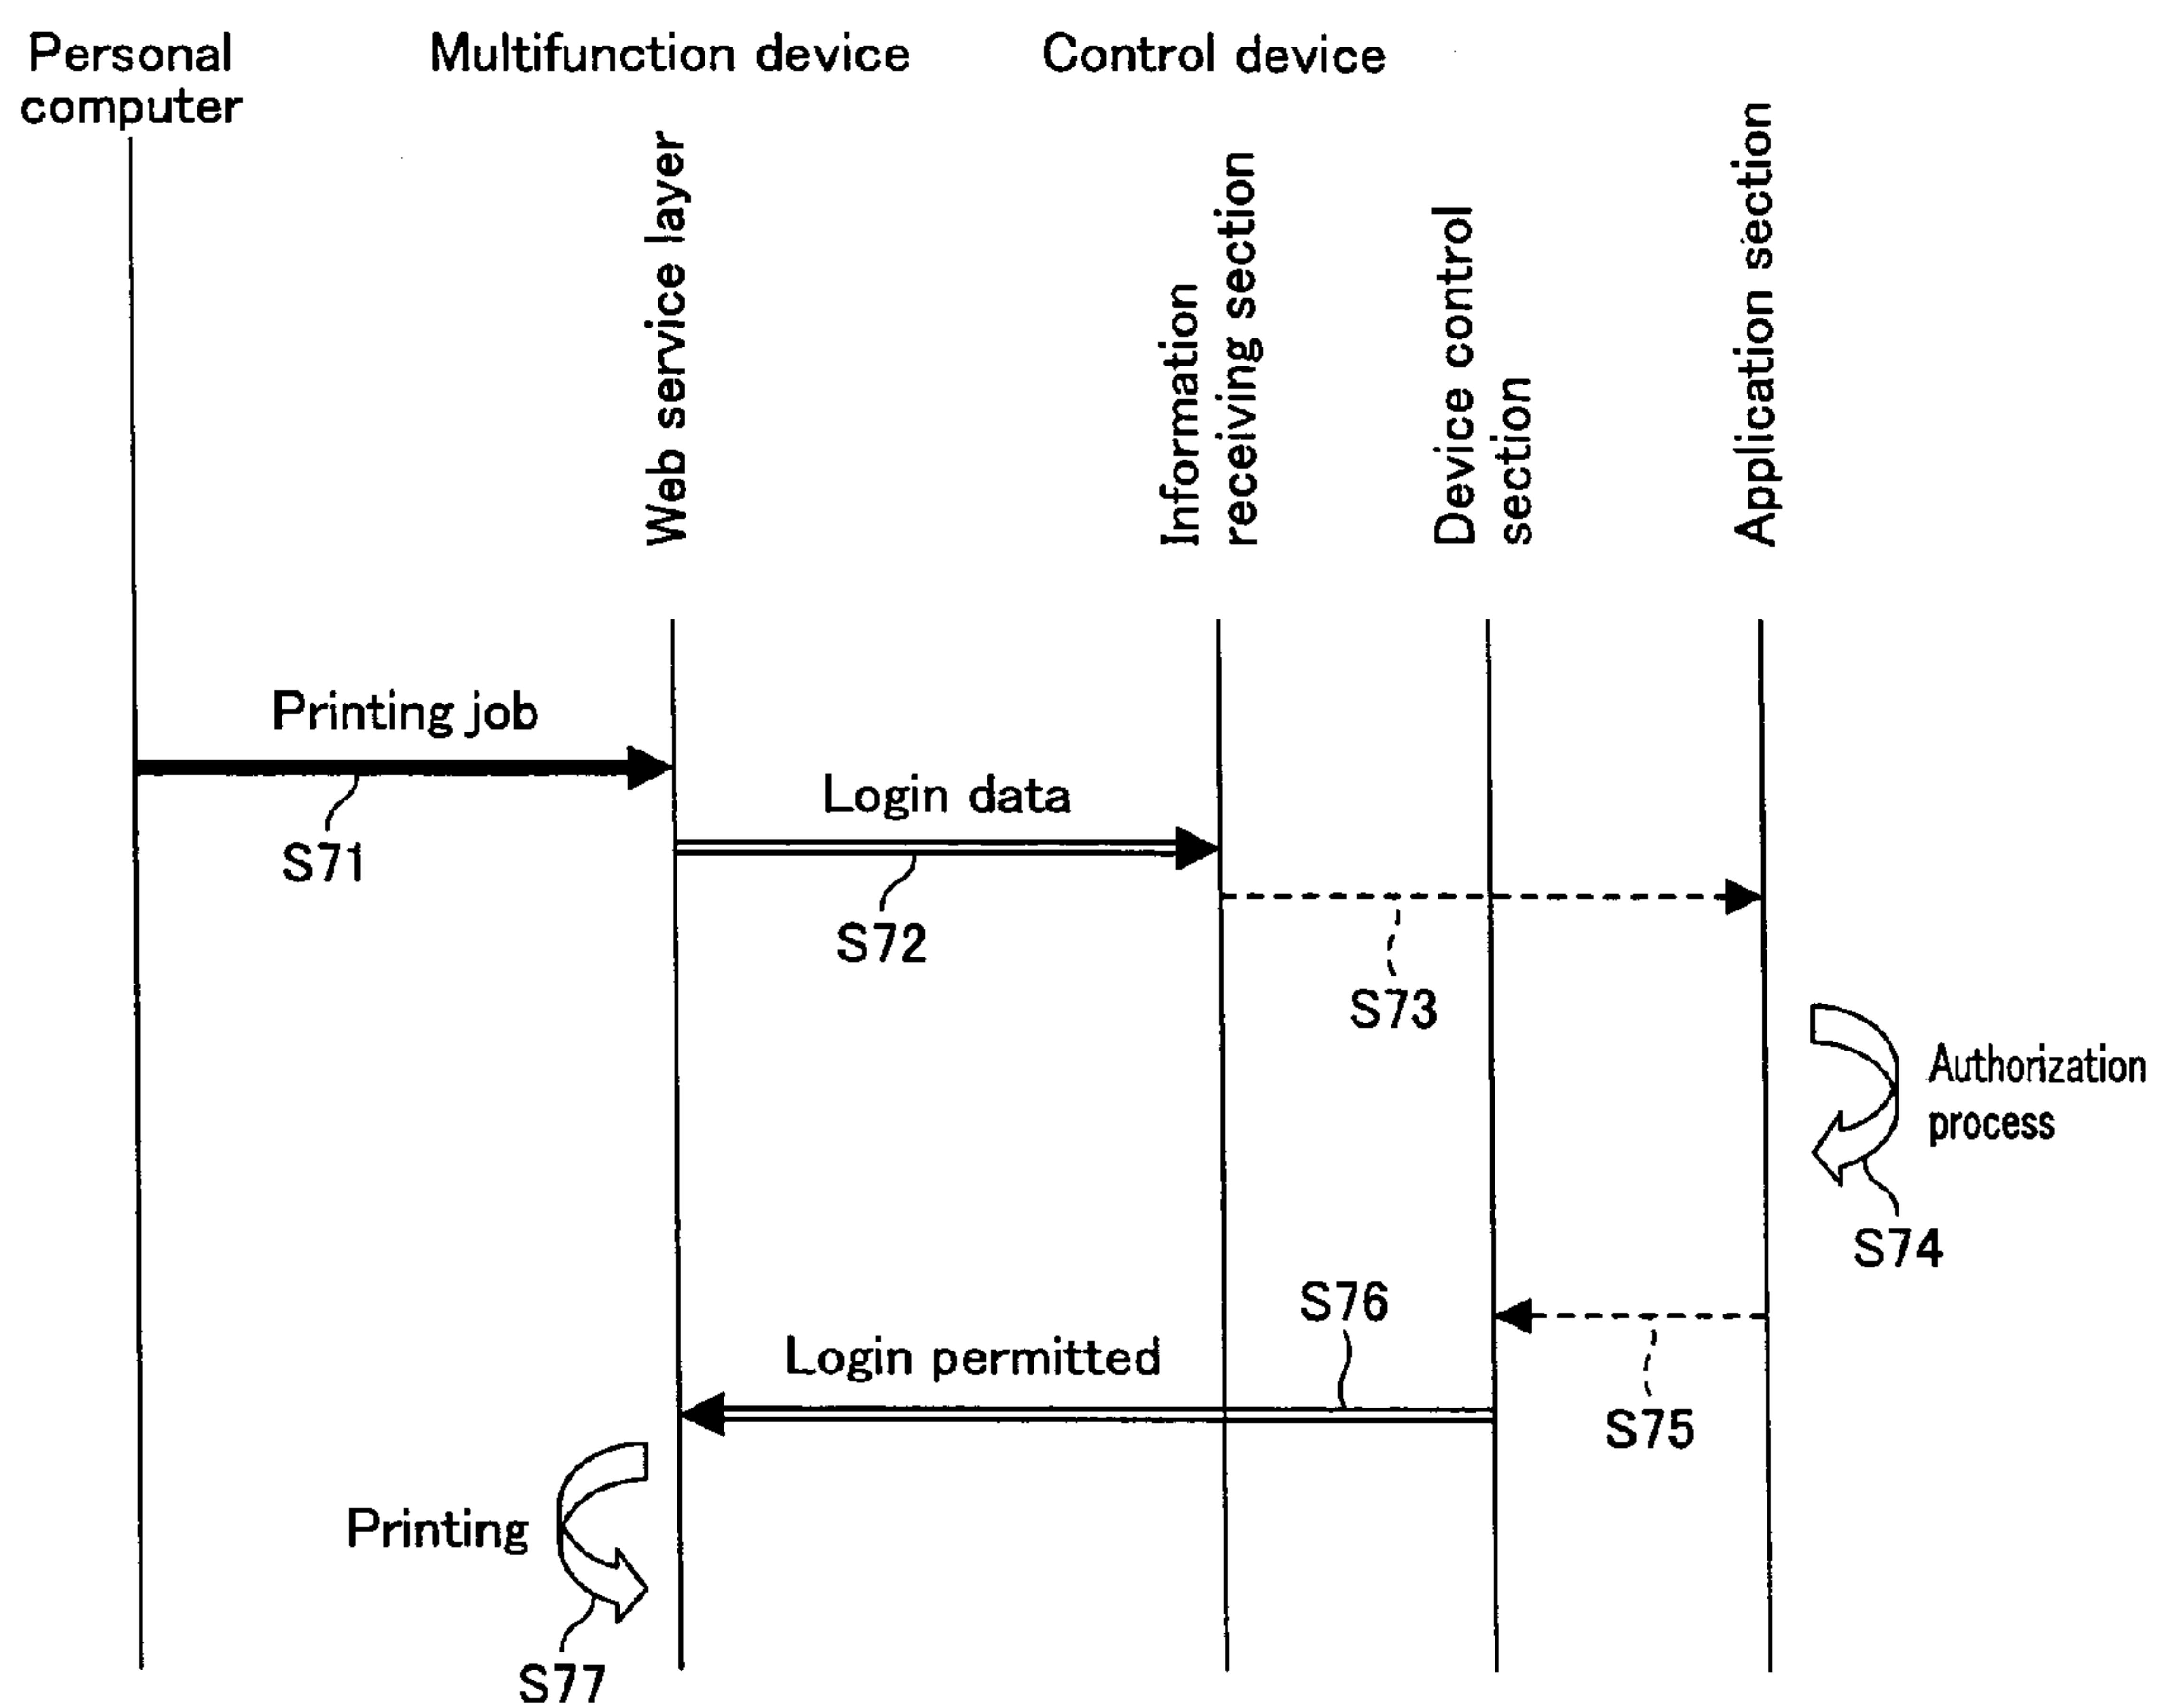 Personal
computer
Multifunction device
Control device
Web service layer
Information
receiving section
Device control
section
Application section
Printing job
S71
Login data
S72
S73
Authorization
process
S74
S75
S76
Login permitted
Printing
S77